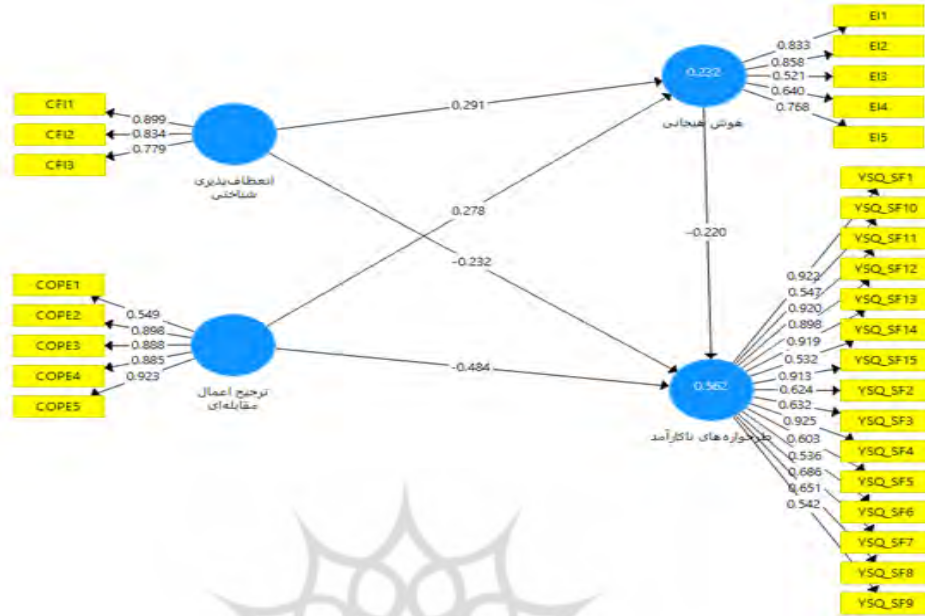 CFI1
CFI2
CFI3
0.899
0.834
0.779
انعطاف‌پذیری
شناختی
COPE1
COPE2
COPE3
COPE4
COPE5
0.549
0.898
0.888
0.885
0.923
ترجیح اعمال
مقابله‌ای
0.291
0.278
-0.232
-0.484
-0.220
0.222
هوش هیجانی
0.833
0.858
0.521
0.640
0.768
EI1
EI2
EI3
EI4
EI5
0.562
طرحواره‌های ناکارآمد
0.922
0.547
0.920
0.898
0.919
0.532
0.913
0.624
0.632
0.925
0.603
0.536
0.686
0.651
0.542
YSQ_SF1
YSQ_SF10
YSQ_SF11
YSQ_SF12
YSQ_SF13
YSQ_SF14
YSQ_SF15
YSQ_SF2
YSQ_SF3
YSQ_SF4
YSQ_SF5
YSQ_SF6
YSQ_SF7
YSQ_SF8
YSQ_SF9